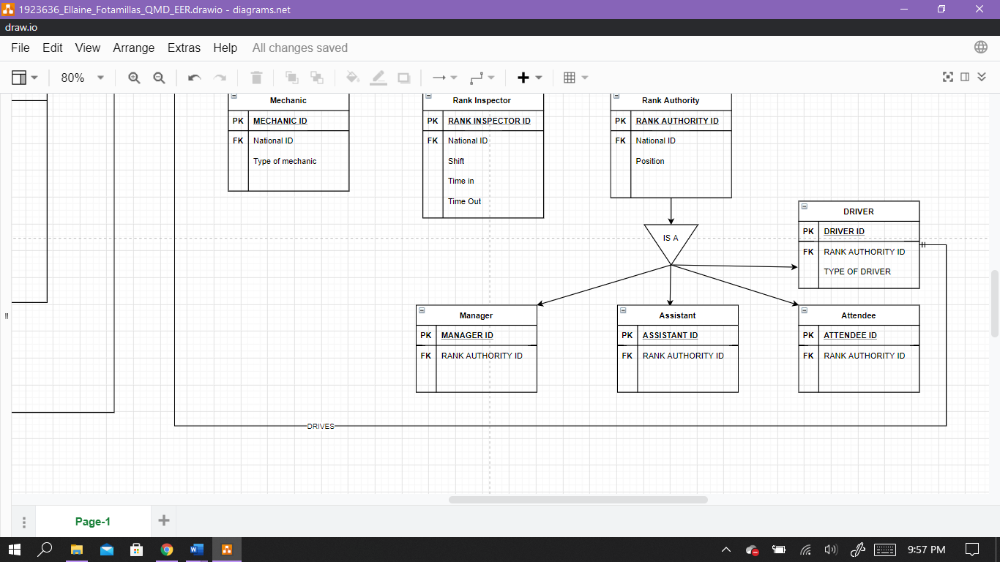 1923636_Ellaine_Fotamillas_QMD_EER.drawio - diagrams.net
draw.io
File Edit View Arrange Extras Help All changes saved
80%
Mechanic
PK MECHANIC ID
FK National ID
Type of mechanic
Rank Inspector
PK RANK INSPECTOR ID
FK National ID
Shift
Time in
Time Out
Rank Authority
PK RANK AUTHORITY ID
FK National ID
Position
IS A
DRIVER
PK DRIVER ID
FK RANK AUTHORITY ID
TYPE OF DRIVER
Manager
PK MANAGER ID
FK RANK AUTHORITY ID
Assistant
PK ASSISTANT ID
FK RANK AUTHORITY ID
Attendee
PK ATTENDEE ID
FK RANK AUTHORITY ID
DRIVES
Page-1
9:57 PM